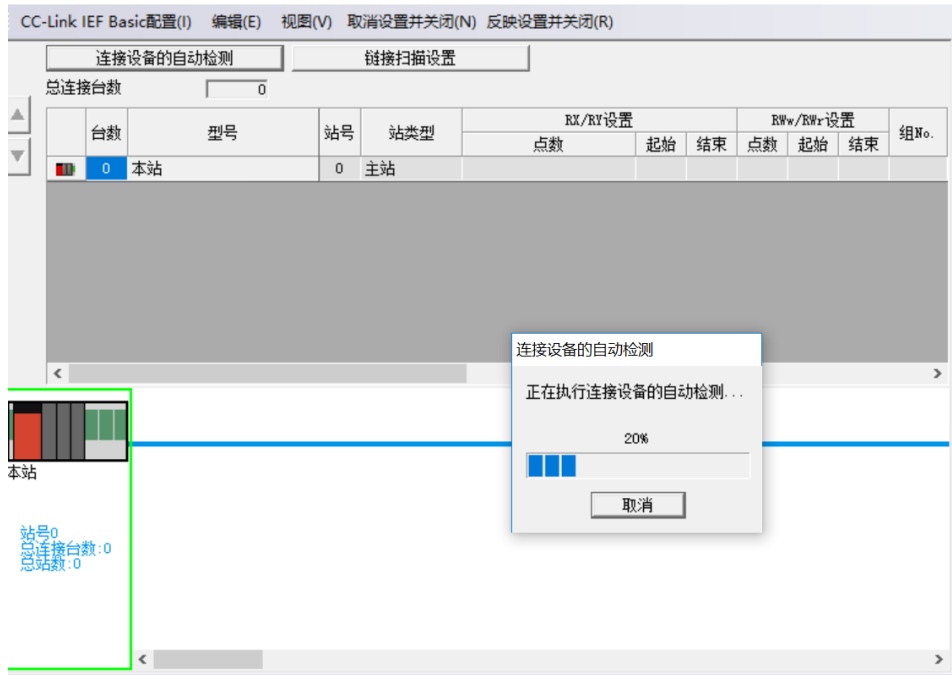 CC-Link IEF Basic配置(I) 编辑(E) 视图(V) 取消设置并关闭(N) 反映设置并关闭(R)
连接设备的自动检测 链接扫描设置
总连接台数 0
台数 型号 站号 站类型 RX/RY设置 RWw/RWr设置 组No.
点数 起始 结束 点数 起始 结束
0 本站 0 主站
连接设备的自动检测
正在执行连接设备的自动检测...
20%
取消
本站
站号0
总连接台数:0
总站数:0